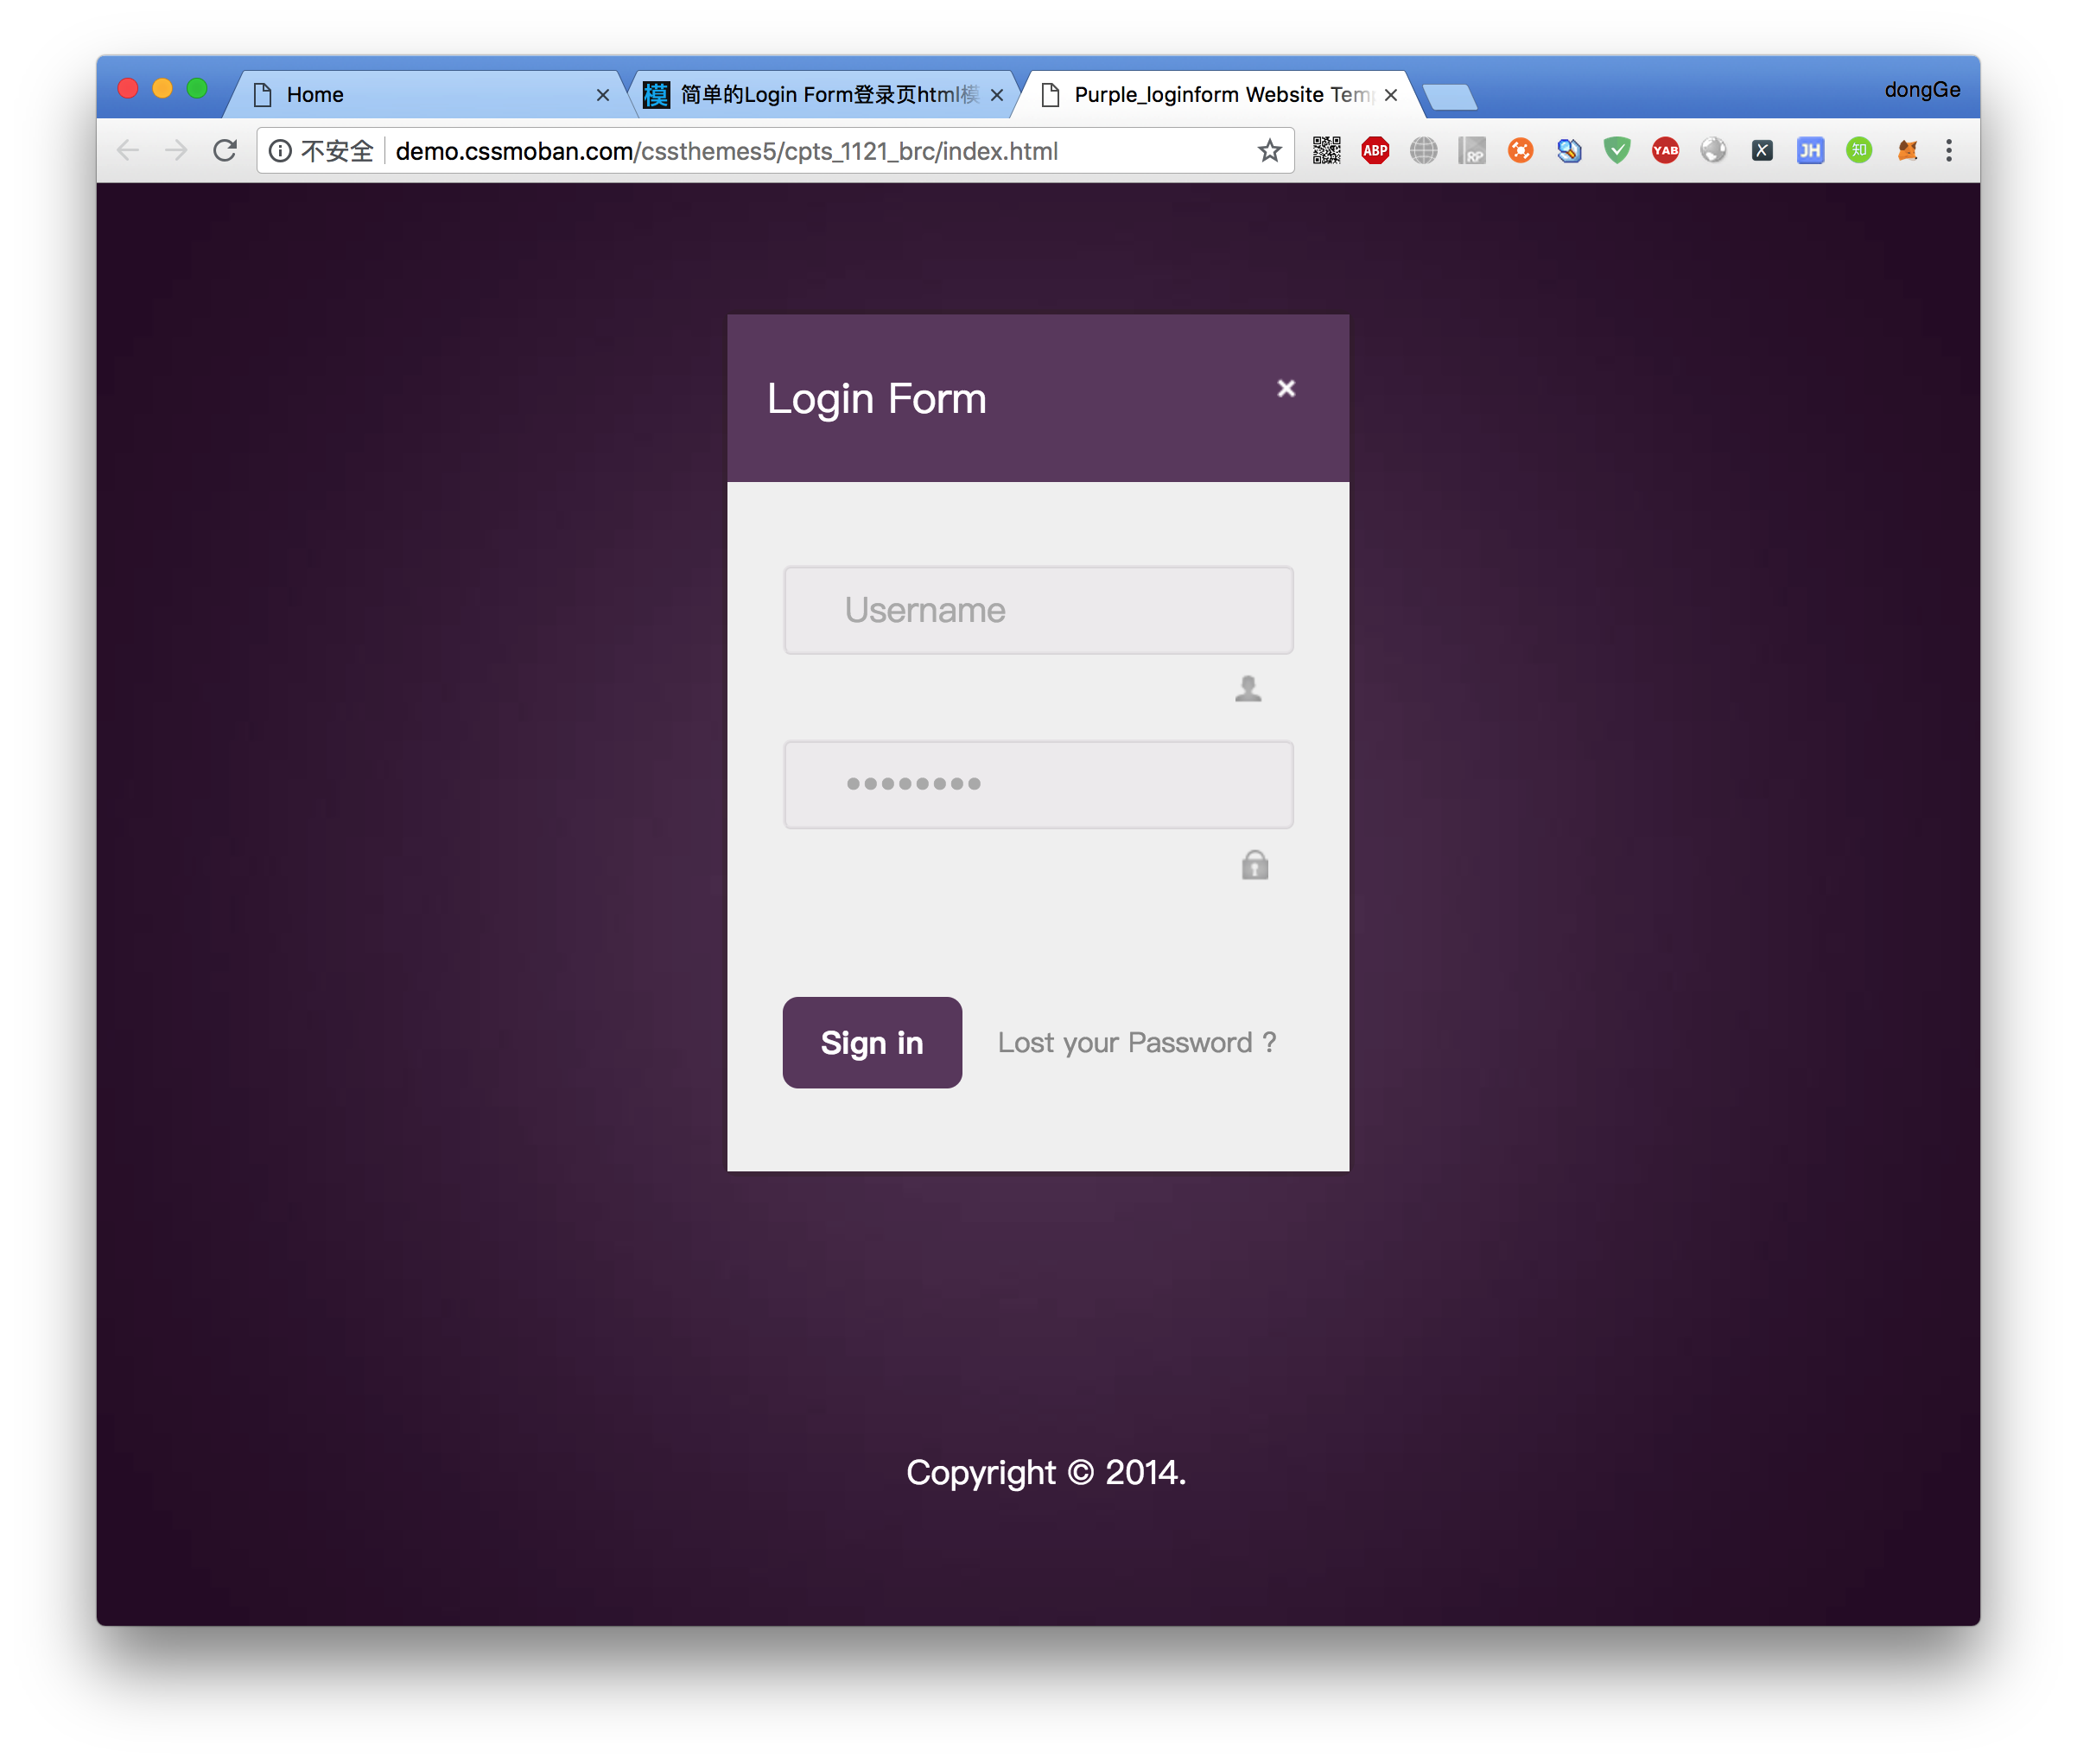 Home
简单的Login Form登录页html模
Purple_loginform Website Temp
dongGe
不安全
demo.cssmoban.com/cssthemes5/cpts_1121_brc/index.html
ABP
RP
YAB
X
JH
知
Login Form
Username
Sign in
Lost your Password ?
Copyright © 2014.